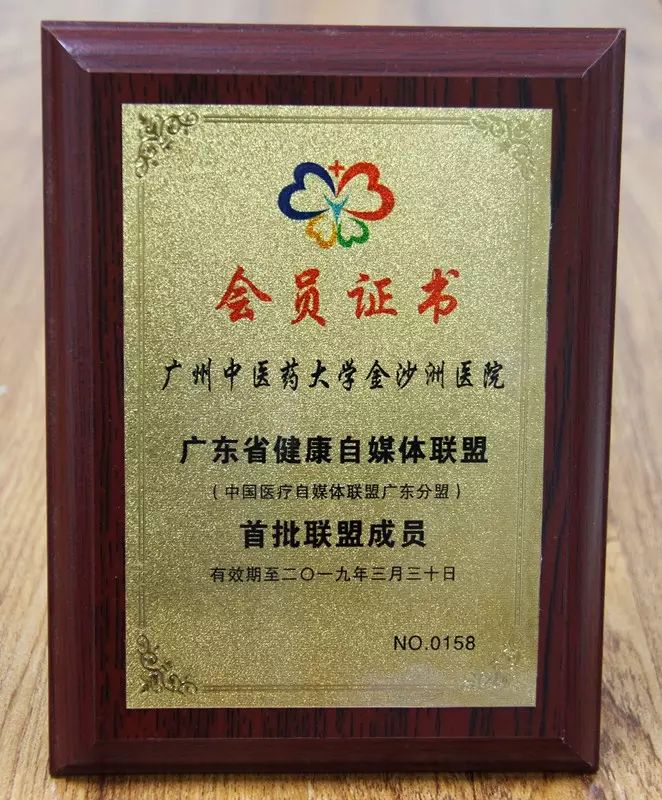 会员证书
广州中医药大学金沙洲医院
广东省健康自媒体联盟
(中国医疗自媒体联盟广东分盟)
首批联盟成员
有效期至二〇一九年三月三十日
NO.0158